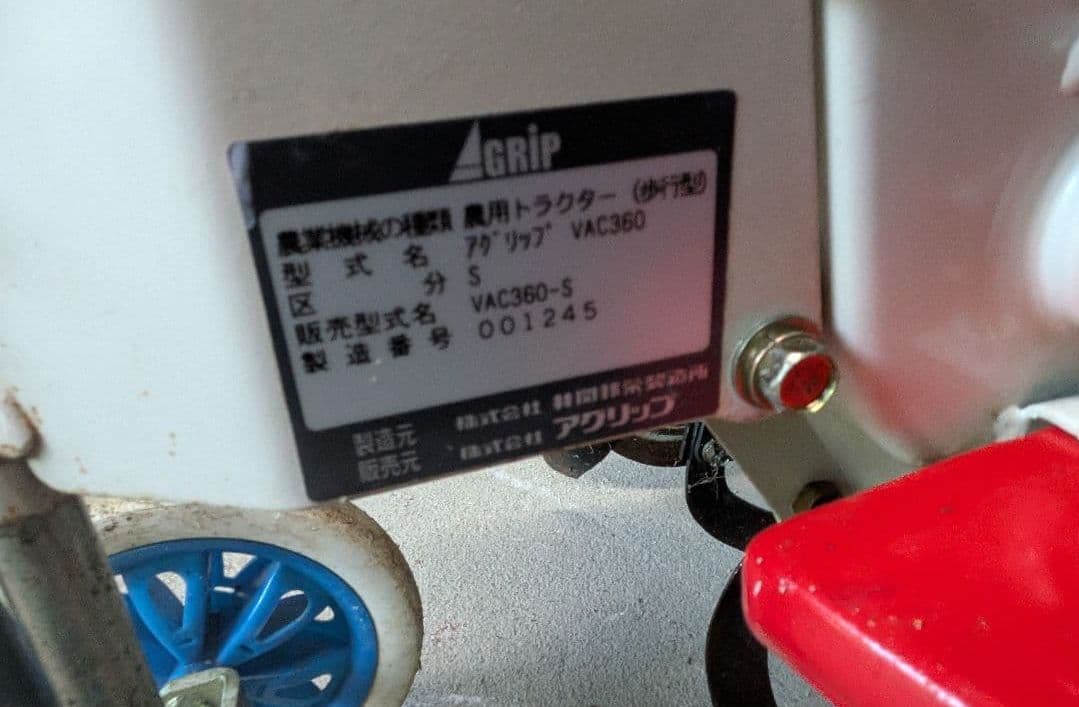 AGRiP
農業機械の種類 農用トラクター (歩行型)
型式名 アグリップ VAC360
区分 S
販売型式名 VAC360-S
製造番号 001245
製造元 株式会社 製造所
販売元 株式会社 アグリップ